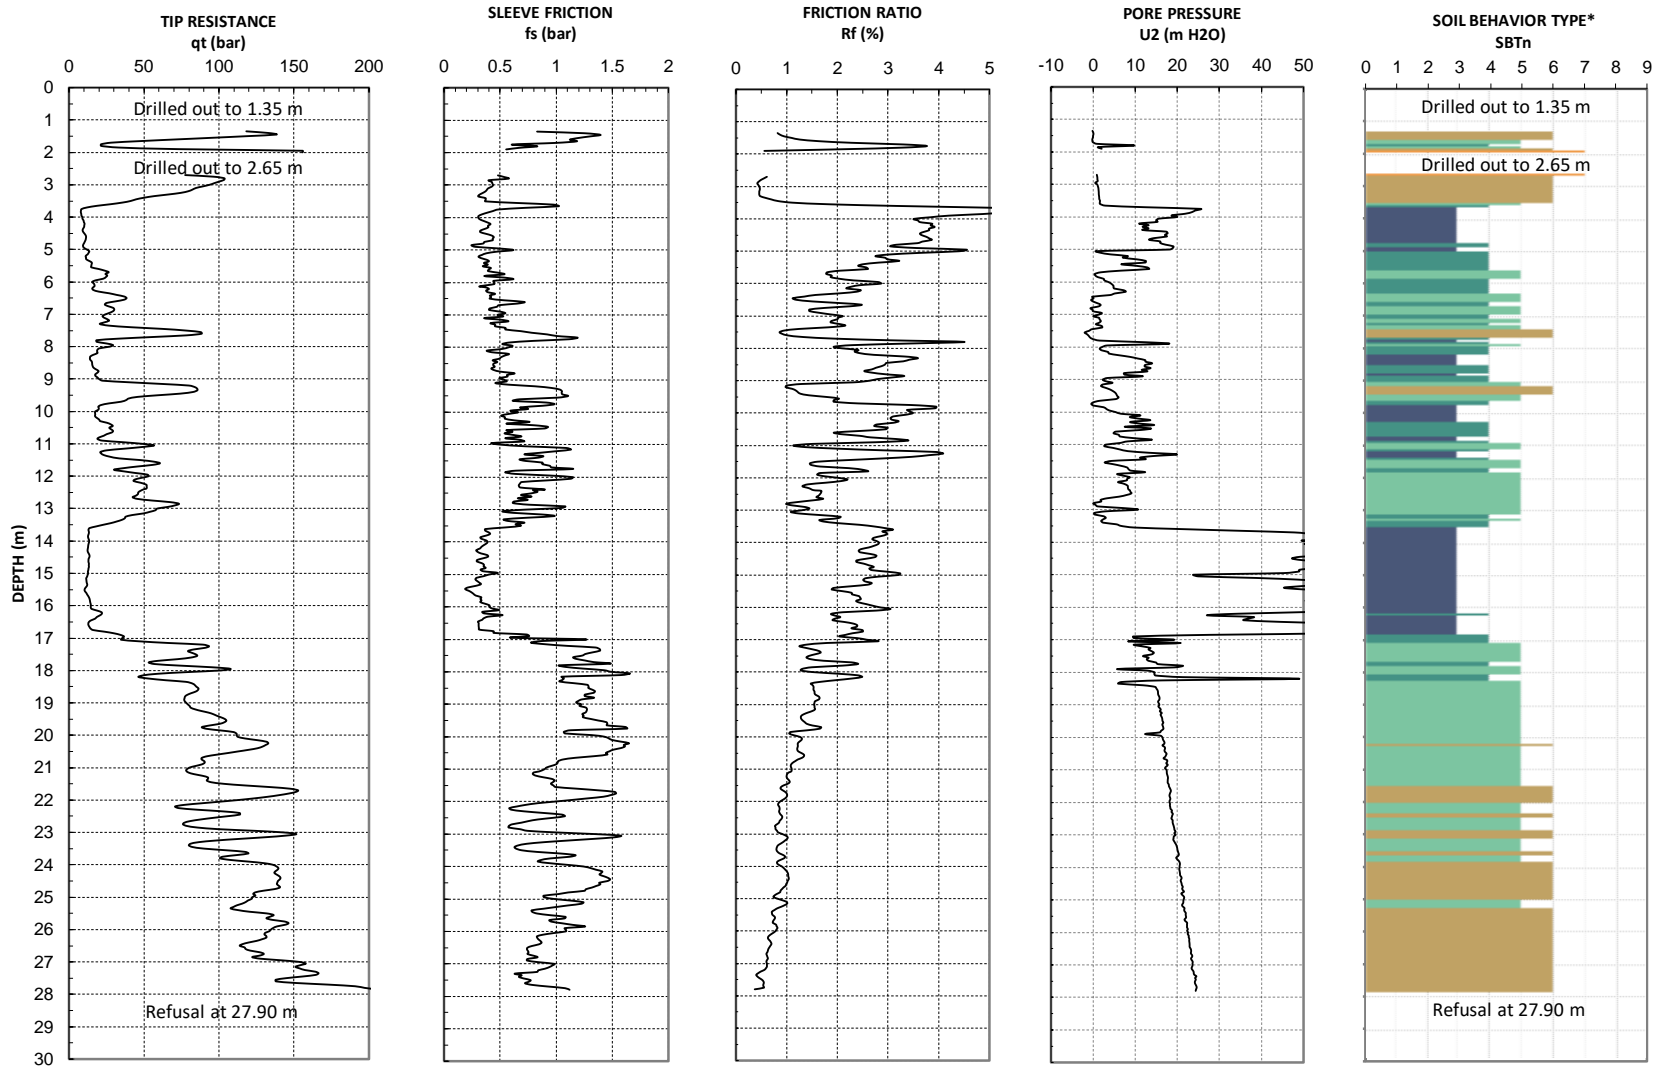 TIP RESISTANCE
qt (bar)
0 50 100 150 200
SLEEVE FRICTION
fs (bar)
0 0.5 1 1.5 2
FRICTION RATIO
Rf (%)
0 1 2 3 4 5
PORE PRESSURE
U2 (m H2O)
-10 0 10 20 30 40 50
SOIL BEHAVIOR TYPE*
SBTn
0 1 2 3 4 5 6 7 8 9
DEPTH (m)
0
1
2
3
4
5
6
7
8
9
10
11
12
13
14
15
16
17
18
19
20
21
22
23
24
25
26
27
28
29
30
Drilled out to 1.35 m
Drilled out to 2.65 m
Refusal at 27.90 m
Drilled out to 1.35 m
Drilled out to 2.65 m
Refusal at 27.90 m